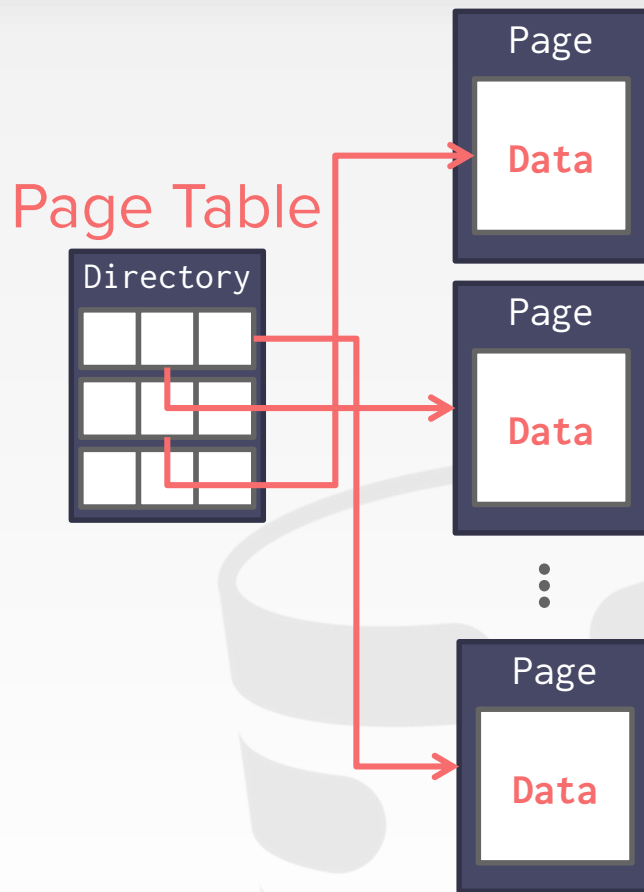 Page Table
Directory
Page
Data
Page
Data
Page
Data